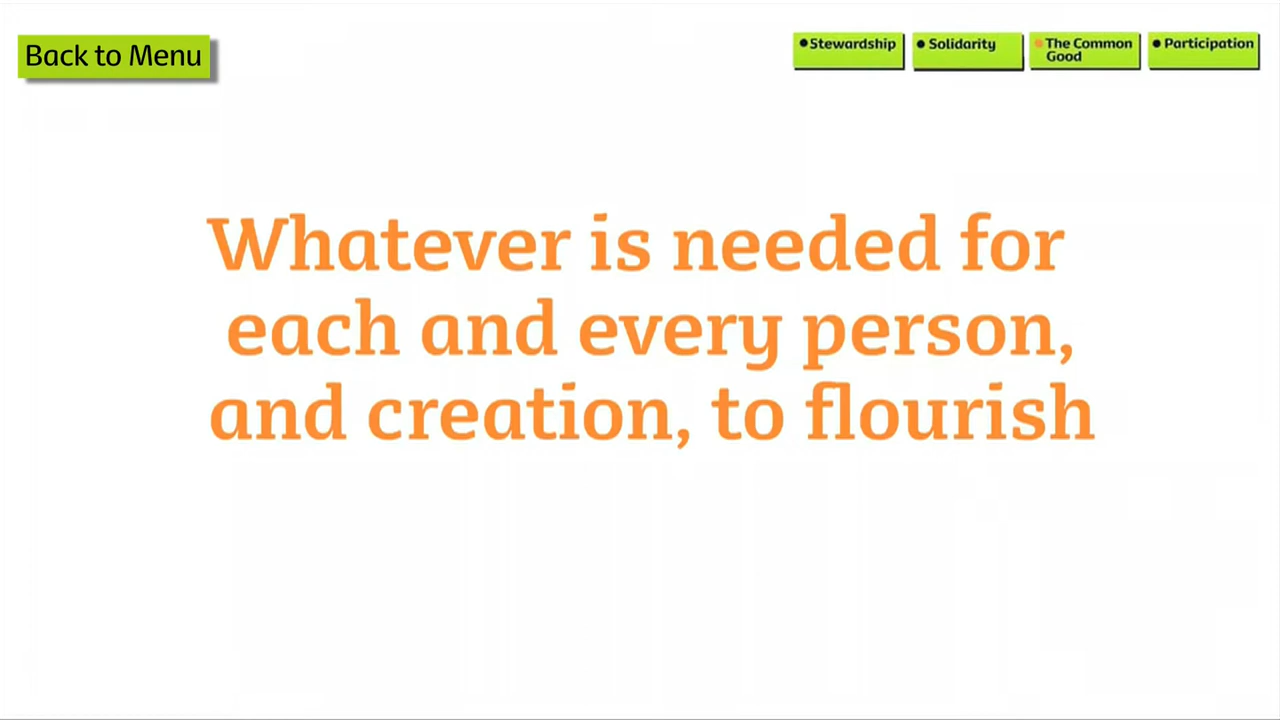 Back to Menu
Stewardship
Solidarity
The Common
Good
Participation
Whatever is needed for
each and every person,
and creation, to flourish